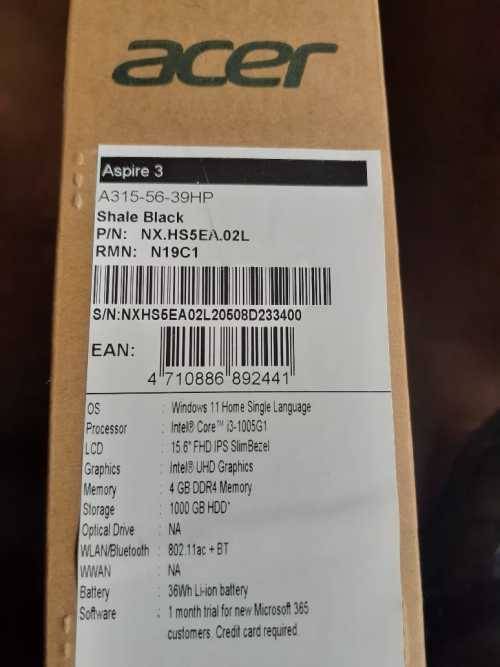 acer
Aspire 3
A315-56-39HP
Shale Black
P/N: NX.HS5EA.02L
RMN: N19C1
S/N:NXHS5EA02L20508D233400
EAN:
4 710886 892441
OS : Windows 11 Home Single Language
Processor : Intel® Core™ i3-1005G1
LCD : 15.6" FHD IPS SlimBezel
Graphics : Intel® UHD Graphics
Memory : 4 GB DDR4 Memory
Storage : 1000 GB HDD*
Optical Drive : NA
WLAN/Bluetooth : 802.11ac + BT
WWAN : NA
Battery : 36Wh Li-ion battery
Software : 1 month trial for new Microsoft 365
customers. Credit card required.